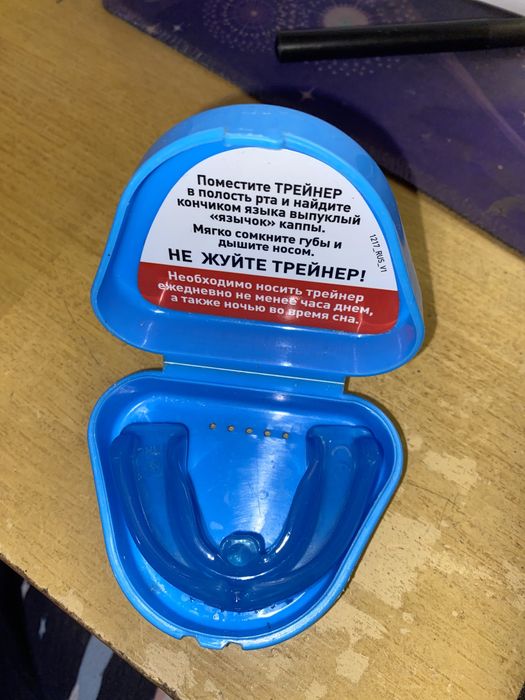 Поместите ТРЕЙНЕР
в полость рта и найдите
кончиком языка выпуклый
«язычок» каппы.
Мягко сомкните губы и
дышите носом.
НЕ ЖУЙТЕ ТРЕЙНЕР!
Необходимо носить трейнер
ежедневно не менее часа днем,
а также ночью во время сна.
1217_RUS_V1